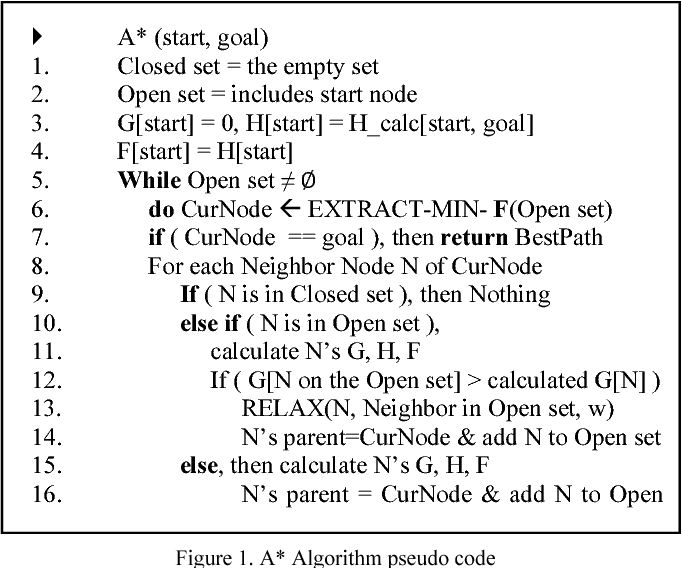 ▶ A* (start, goal)
1. Closed set = the empty set
2. Open set = includes start node
3. G[start] = 0, H[start] = H_calc[start, goal]
4. F[start] = H[start]
5. While Open set ≠ Ø
6. do CurNode ← EXTRACT-MIN- F(Open set)
7. if ( CurNode == goal ), then return BestPath
8. For each Neighbor Node N of CurNode
9. If ( N is in Closed set ), then Nothing
10. else if ( N is in Open set ),
11. calculate N's G, H, F
12. If ( G[N on the Open set] > calculated G[N] )
13. RELAX(N, Neighbor in Open set, w)
14. N's parent=CurNode & add N to Open set
15. else, then calculate N's G, H, F
16. N's parent = CurNode & add N to Open
Figure 1. A* Algorithm pseudo code